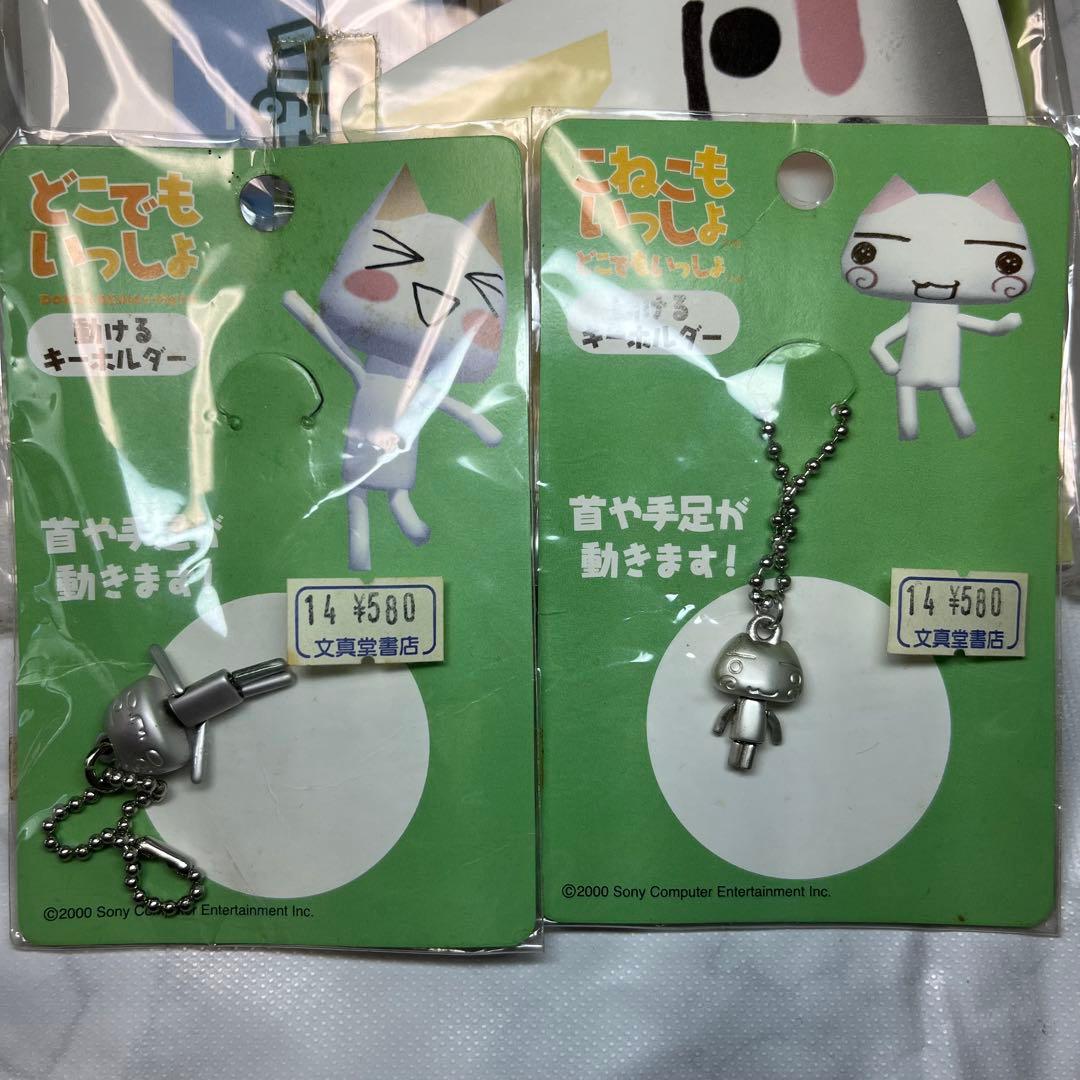 どこでも
いっしょ
動ける
キーホルダー
首や手足が
動きます!
14 ¥580
文真堂書店
©2000 Sony Computer Entertainment Inc.
こねこも
いっしょ
どこでもいっしょ
動ける
キーホルダー
首や手足が
動きます!
14 ¥580
文真堂書店
©2000 Sony Computer Entertainment Inc.